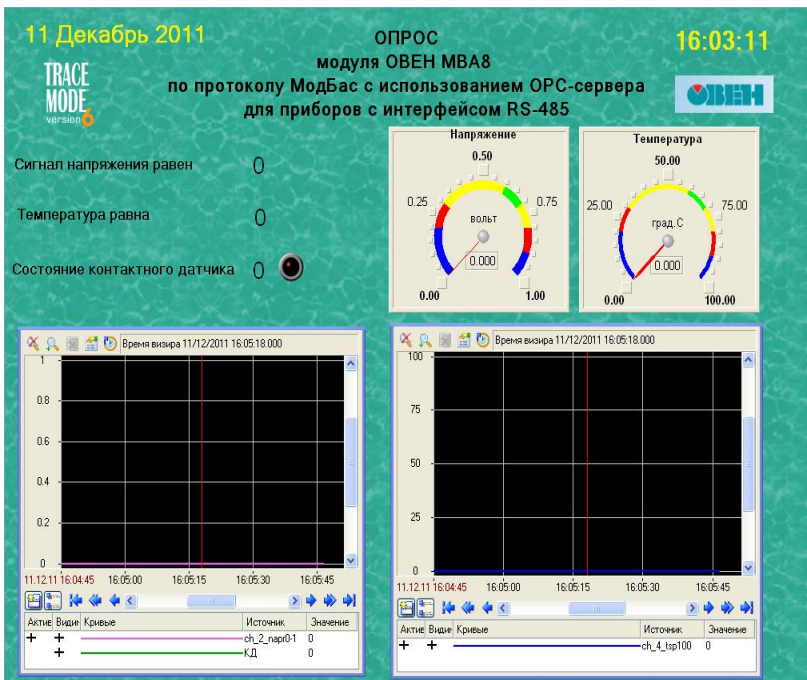 11 Декабрь 2011
ОПРОС
16:03:11
модуля ОВЕН МВА8
по протоколу МодБас с использованием ОРС-сервера
для приборов с интерфейсом RS-485
TRACE
MODE
version 6
ОВЕН
Сигнал напряжения равен 0
Температура равна 0
Состояние контактного датчика 0
Напряжение
0.50
0.25
0.75
вольт
0.000
0.00
1.00
Температура
50.00
25.00
75.00
град.С
0.000
0.00
100.00
Время визира 11/12/2011 16:05:18.000
1
0.8
0.6
0.4
0.2
0
11.12.11 16:04:45 16:05:00 16:05:15 16:05:30 16:05:45
Актив Видим Кривые Источник Значение
ch_2_napr0-1 0
КД 0
Время визира 11/12/2011 16:05:18.000
100
75
50
25
0
11.12.11 16:04:45 16:05:00 16:05:15 16:05:30 16:05:45
Актив Видим Кривые Источник Значение
ch_4_tsp100 0